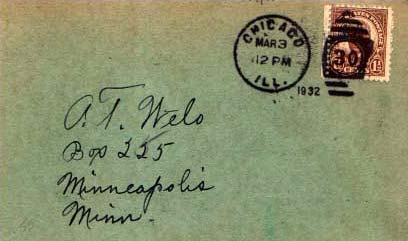 CHICAGO
MAR 3
12 PM
ILL.
1932
30
A. T. Welo
Box 225
Minneapolis
Minn.